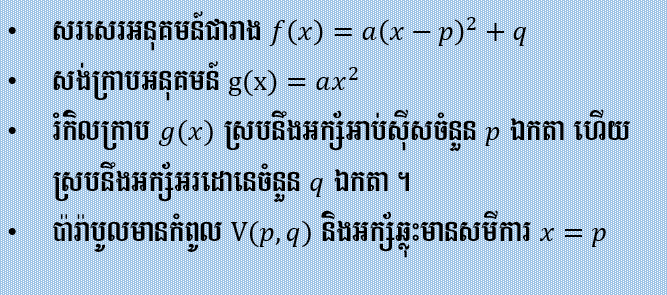 • សរសេរអនុគមន៍ជារាង f(x) = a(x − p)² + q
• សង់ក្រាបអនុគមន៍ g(x) = ax²
• រំកិលក្រាប g(x) ស្របនឹងអក្ស័អាប់ស៊ីសចំនួន p ឯកតា ហើយ
ស្របនឹងអក្ស័អរដោនេចំនួន q ឯកតា ។
• ប៉ារ៉ាបូលមានកំពូល V(p, q) និងអក្ស័ឆ្លុះមានសមីការ x = p